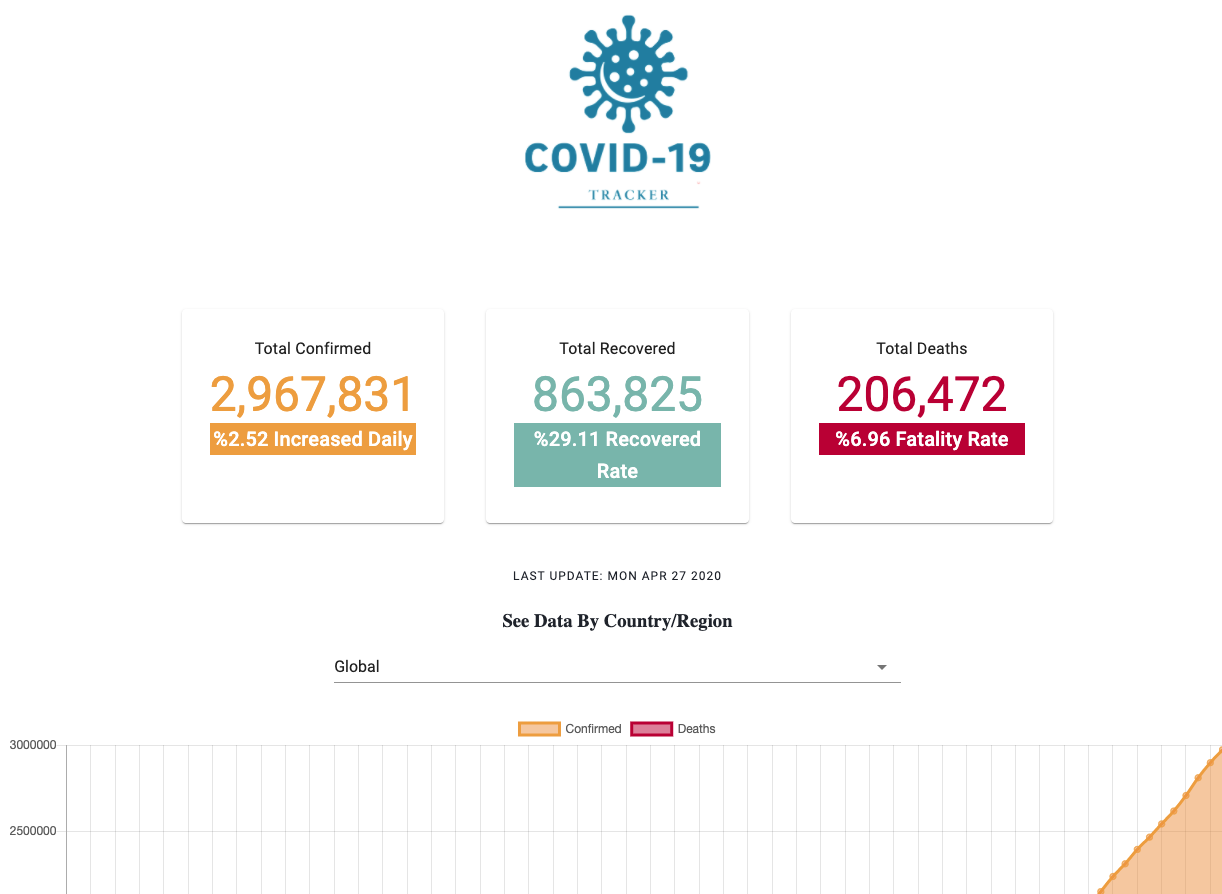 COVID-19
TRACKER
Total Confirmed
2,967,831
%2.52 Increased Daily
Total Recovered
863,825
%29.11 Recovered
Rate
Total Deaths
206,472
%6.96 Fatality Rate
LAST UPDATE: MON APR 27 2020
See Data By Country/Region
Global
Confirmed Deaths
3000000
2500000